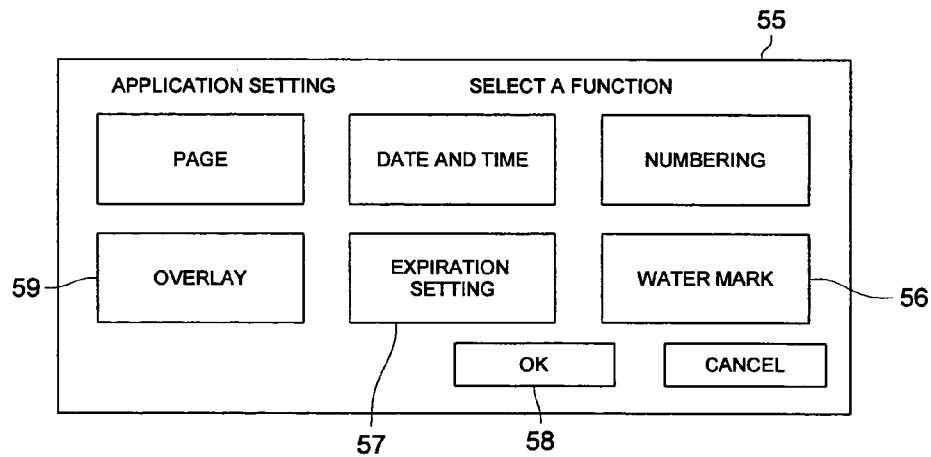 55
APPLICATION SETTING
SELECT A FUNCTION
PAGE
DATE AND TIME
NUMBERING
59
OVERLAY
EXPIRATION
SETTING
WATER MARK
56
OK
CANCEL
57
58